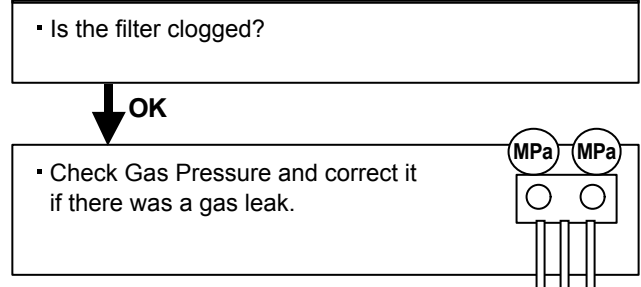 ▪ Is the filter clogged?
OK
▪ Check Gas Pressure and correct it
if there was a gas leak.
MPa MPa